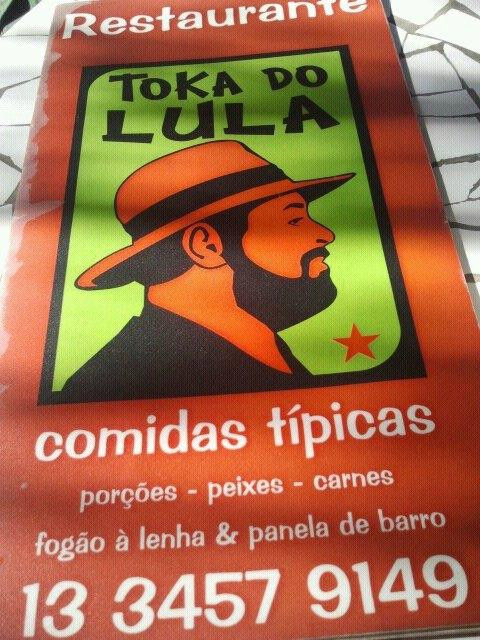 Restaurante
TOKA DO
LULA
comidas típicas
porções - peixes - carnes
fogão à lenha & panela de barro
13 3457 9149